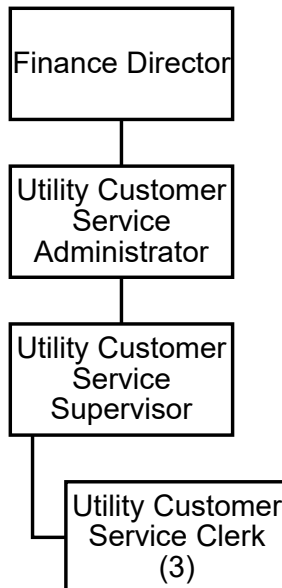 Finance Director
Utility Customer
Service
Administrator
Utility Customer
Service
Supervisor
Utility Customer
Service Clerk
(3)